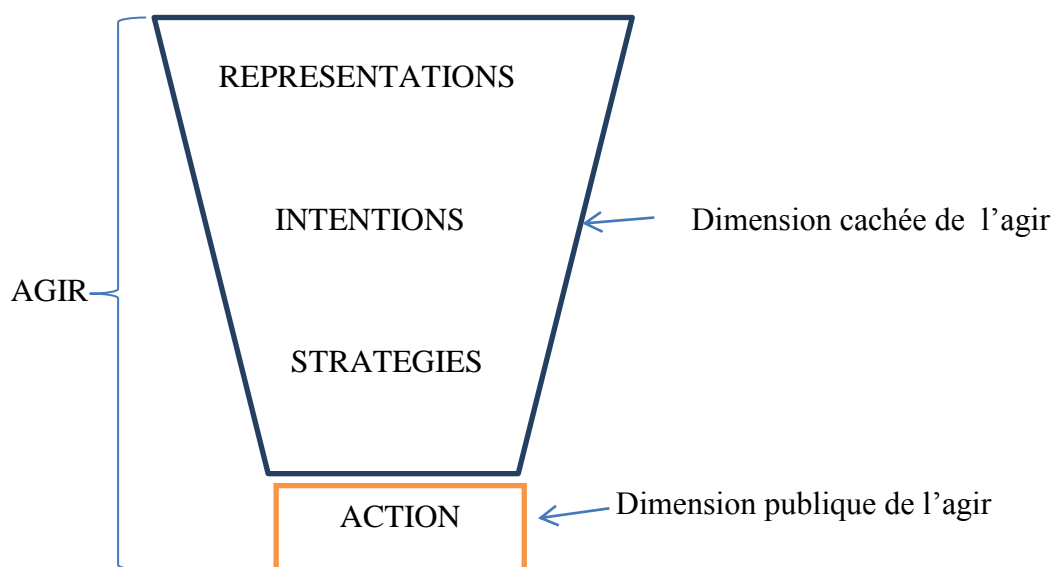 REPRESENTATIONS
INTENTIONS
Dimension cachée de l’agir
AGIR
STRATEGIES
ACTION
Dimension publique de l’agir